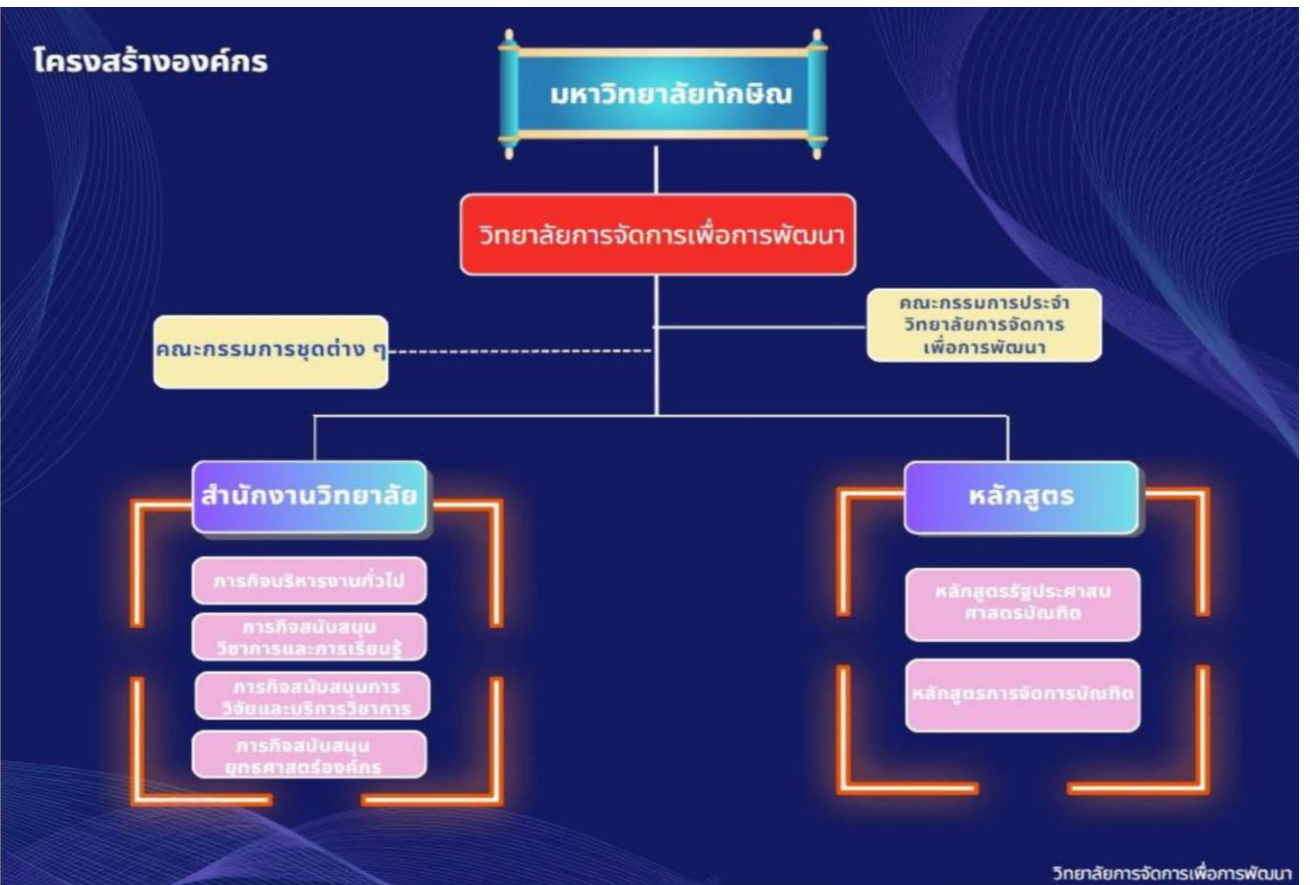 โครงสร้างองค์กร
มหาวิทยาลัยทักษิณ
วิทยาลัยการจัดการเพื่อการพัฒนา
คณะกรรมการประจำ
วิทยาลัยการจัดการ
เพื่อการพัฒนา
คณะกรรมการชุดต่าง ๆ
สำนักงานวิทยาลัย
ภารกิจบริหารงานทั่วไป
ภารกิจสนับสนุน
วิชาการและการเรียนรู้
ภารกิจสนับสนุนการ
วิจัยและบริการวิชาการ
ภารกิจสนับสนุน
ยุทธศาสตร์องค์กร
หลักสูตร
หลักสูตรรัฐประศาสน
ศาสตรบัณฑิต
หลักสูตรการจัดการบัณฑิต
วิทยาลัยการจัดการเพื่อการพัฒนา